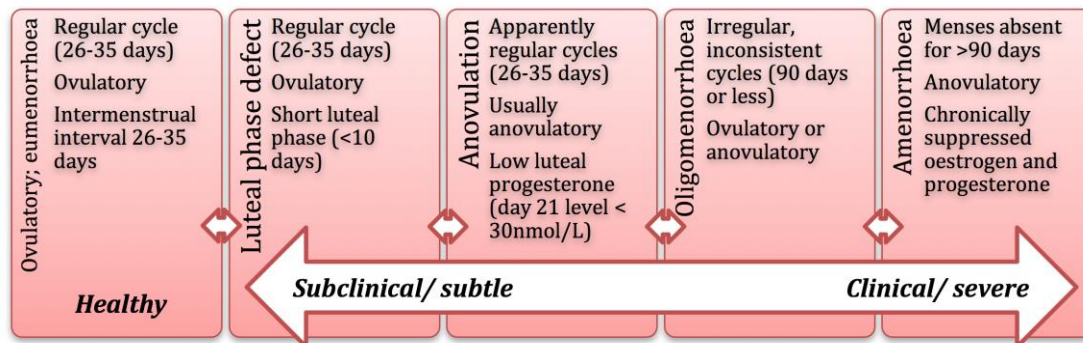 Ovulatory; eumenorrhoea
Regular cycle
(26-35 days)
Ovulatory
Intermenstrual
interval 26-35
days
Luteal phase defect
Regular cycle
(26-35 days)
Ovulatory
Short luteal
phase (<10
days)
Anovulation
Apparently
regular cycles
(26-35 days)
Usually
anovulatory
Low luteal
progesterone
(day 21 level <
30nmol/L)
Oligomenorrhoea
Irregular,
inconsistent
cycles (90 days
or less)
Ovulatory or
anovulatory
Amenorrhoea
Menses absent
for >90 days
Anovulatory
Chronically
suppressed
oestrogen and
progesterone
Healthy
Subclinical/ subtle
Clinical/ severe